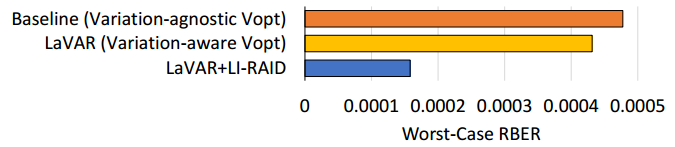 Baseline (Variation-agnostic Vopt)
LaVAR (Variation-aware Vopt)
LaVAR+LI-RAID
0 0.0001 0.0002 0.0003 0.0004 0.0005
Worst-Case RBER